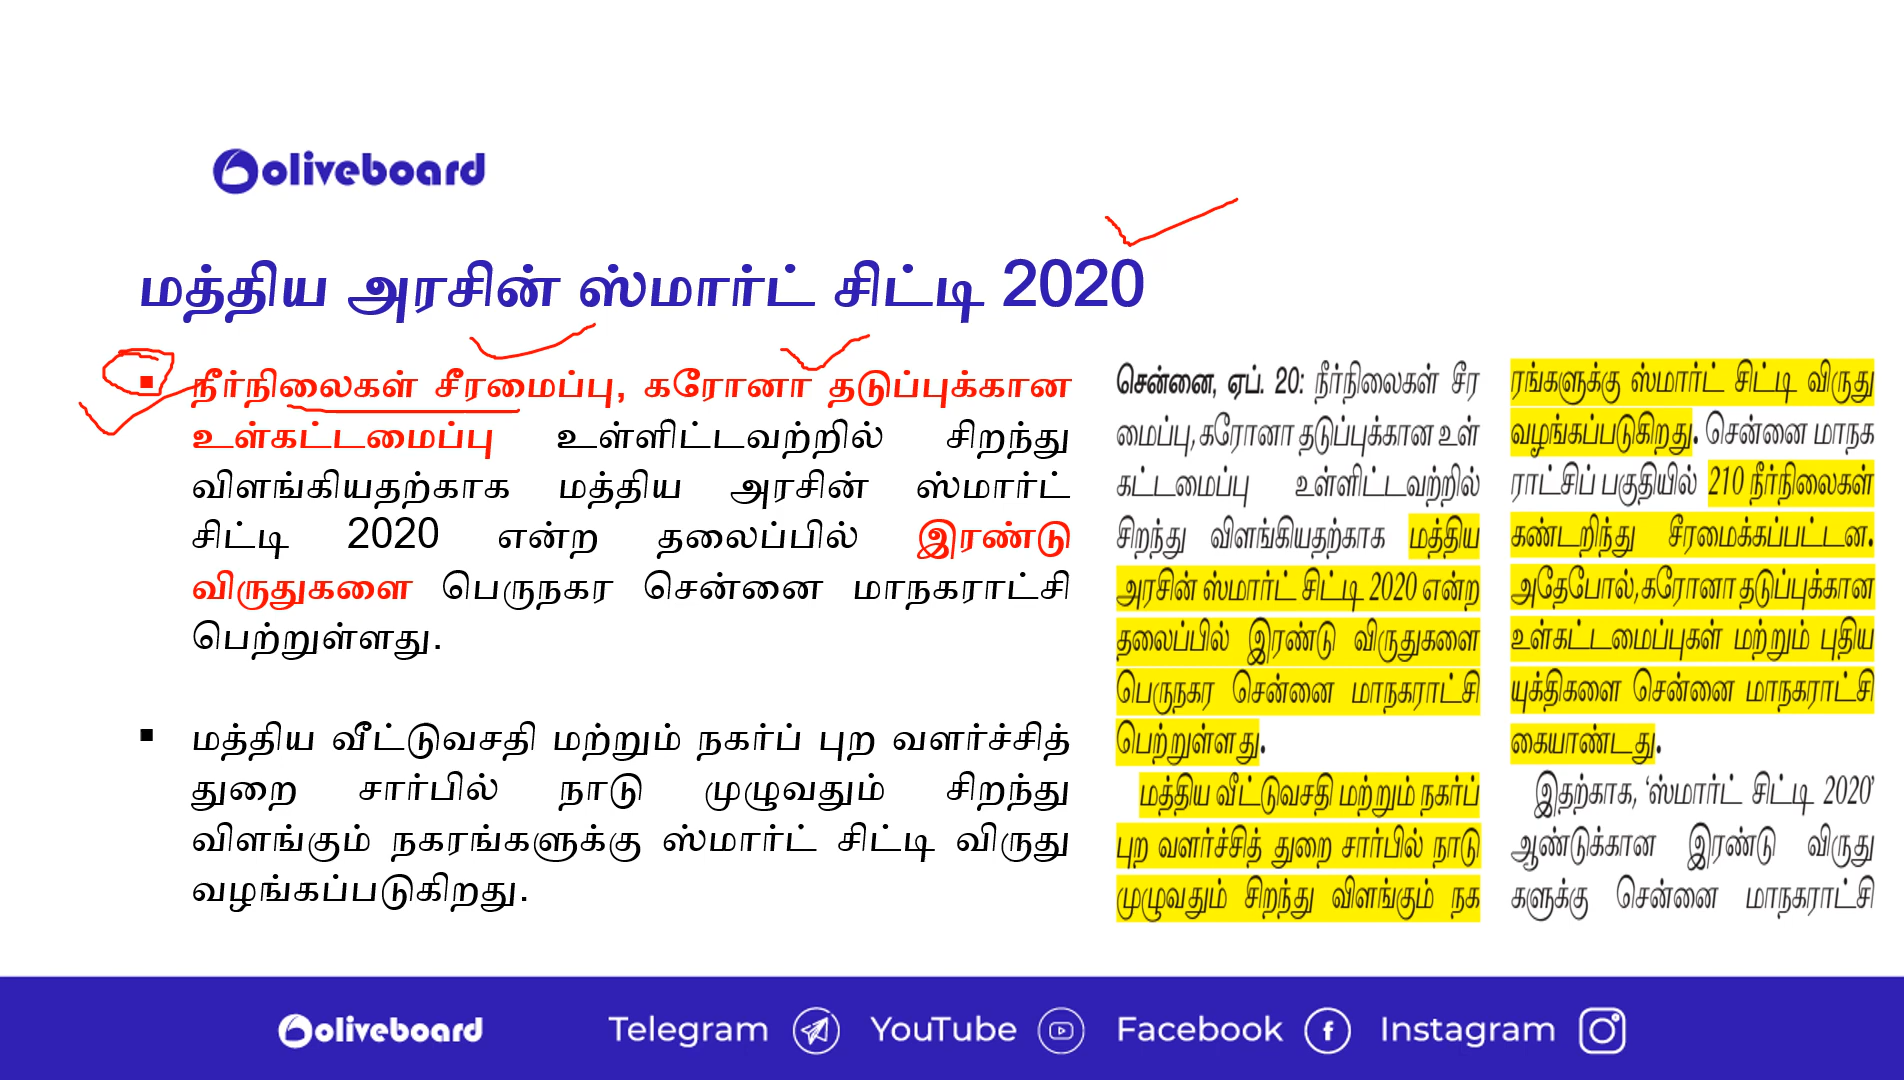 oliveboard
மத்திய அரசின் ஸ்மார்ட் சிட்டி 2020
▪ நீர்நிலைகள் சீரமைப்பு, கரோனா தடுப்புக்கான
உள்கட்டமைப்பு உள்ளிட்டவற்றில் சிறந்து
விளங்கியதற்காக மத்திய அரசின் ஸ்மார்ட்
சிட்டி 2020 என்ற தலைப்பில் இரண்டு
விருதுகளை பெருநகர சென்னை மாநகராட்சி
பெற்றுள்ளது.
▪ மத்திய வீட்டுவசதி மற்றும் நகர்ப் புற வளர்ச்சித்
துறை சார்பில் நாடு முழுவதும் சிறந்து
விளங்கும் நகரங்களுக்கு ஸ்மார்ட் சிட்டி விருது
வழங்கப்படுகிறது.
சென்னை, ஏப். 20: நீர்நிலைகள் சீர
மைப்பு, கரோனா தடுப்புக்கான உள்
கட்டமைப்பு உள்ளிட்டவற்றில்
சிறந்து விளங்கியதற்காக மத்திய
அரசின் ஸ்மார்ட் சிட்டி 2020 என்ற
தலைப்பில் இரண்டு விருதுகளை
பெருநகர சென்னை மாநகராட்சி
பெற்றுள்ளது.
மத்திய வீட்டுவசதி மற்றும் நகர்ப்
புற வளர்ச்சித் துறை சார்பில் நாடு
முழுவதும் சிறந்து விளங்கும் நக
ரங்களுக்கு ஸ்மார்ட் சிட்டி விருது
வழங்கப்படுகிறது. சென்னை மாநக
ராட்சிப் பகுதியில் 210 நீர்நிலைகள்
கண்டறிந்து சீரமைக்கப்பட்டன.
அதேபோல், கரோனா தடுப்புக்கான
உள்கட்டமைப்புகள் மற்றும் புதிய
யுக்திகளை சென்னை மாநகராட்சி
கையாண்டது.
இதற்காக, ‘ஸ்மார்ட் சிட்டி 2020’
ஆண்டுக்கான இரண்டு விருது
களுக்கு சென்னை மாநகராட்சி
oliveboard Telegram YouTube Facebook Instagram